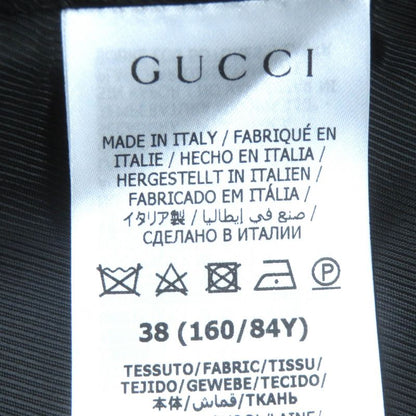 GUCCI
MADE IN ITALY / FABRIQUÉ EN
ITALIE / HECHO EN ITALIA /
HERGESTELLT IN ITALIEN /
FABRICADO EM ITÁLIA /
イタリア製 / صنع في إيطاليا /
СДЕЛАНО В ИТАЛИИ
P
38 (160/84Y)
TESSUTO/FABRIC/TISSU/
TEJIDO/GEWEBE/TECIDO/
本体/قماش/ТКАНЬ